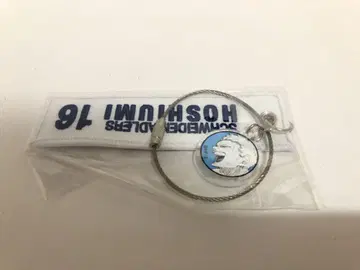 SCHWEIDEN ADLERS
HOSHIUMI 16